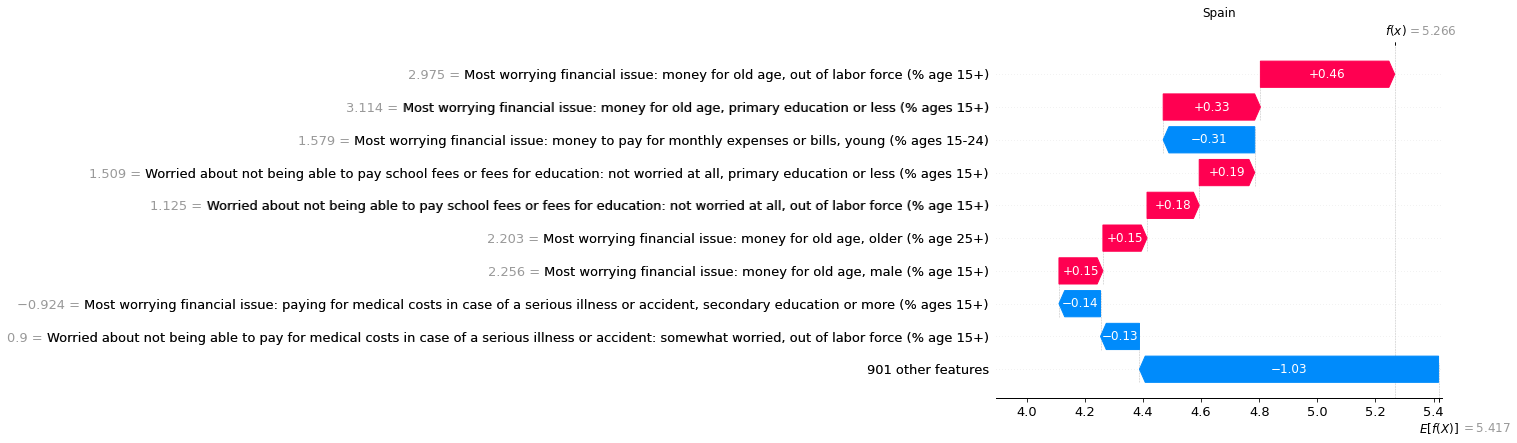 Spain
f(x) = 5.266
2.975 = Most worrying financial issue: money for old age, out of labor force (% age 15+)
+0.46
3.114 = Most worrying financial issue: money for old age, primary education or less (% ages 15+)
+0.33
1.579 = Most worrying financial issue: money to pay for monthly expenses or bills, young (% ages 15-24)
−0.31
1.509 = Worried about not being able to pay school fees or fees for education: not worried at all, primary education or less (% ages 15+)
+0.19
1.125 = Worried about not being able to pay school fees or fees for education: not worried at all, out of labor force (% age 15+)
+0.18
2.203 = Most worrying financial issue: money for old age, older (% age 25+)
+0.15
2.256 = Most worrying financial issue: money for old age, male (% age 15+)
+0.15
−0.924 = Most worrying financial issue: paying for medical costs in case of a serious illness or accident, secondary education or more (% ages 15+)
−0.14
0.9 = Worried about not being able to pay for medical costs in case of a serious illness or accident: somewhat worried, out of labor force (% age 15+)
−0.13
901 other features
−1.03
4.0 4.2 4.4 4.6 4.8 5.0 5.2 5.4
E[f(X)] = 5.417